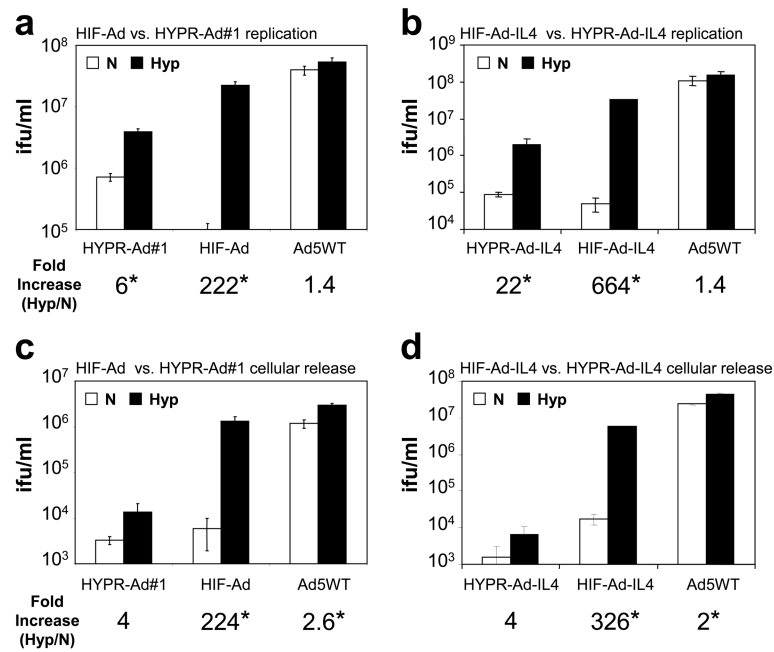 a
HIF-Ad vs. HYPR-Ad#1 replication
N Hyp
ifu/ml
10^8
10^7
10^6
10^5
HYPR-Ad#1 HIF-Ad Ad5WT
Fold Increase (Hyp/N)
6* 222* 1.4
b
HIF-Ad-IL4 vs. HYPR-Ad-IL4 replication
N Hyp
ifu/ml
10^9
10^8
10^7
10^6
10^5
10^4
HYPR-Ad-IL4 HIF-Ad-IL4 Ad5WT
22* 664* 1.4
c
HIF-Ad vs. HYPR-Ad#1 cellular release
N Hyp
ifu/ml
10^7
10^6
10^5
10^4
10^3
HYPR-Ad#1 HIF-Ad Ad5WT
Fold
Increase
(Hyp/N)
4 224* 2.6*
d
HIF-Ad-IL4 vs. HYPR-Ad-IL4 cellular release
N Hyp
ifu/ml
10^8
10^7
10^6
10^5
10^4
10^3
HYPR-Ad-IL4 HIF-Ad-IL4 Ad5WT
4 326* 2*